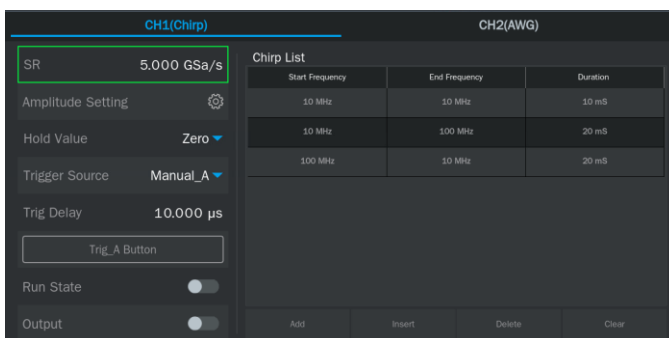 CH1(Chirp) CH2(AWG)
SR 5.000 GSa/s
Amplitude Setting
Hold Value Zero
Trigger Source Manual_A
Trig Delay 10.000 µs
Trig_A Button
Run State
Output
Chirp List
Start Frequency End Frequency Duration
10 MHz 10 MHz 10 mS
10 MHz 100 MHz 20 mS
100 MHz 10 MHz 20 mS
Add Insert Delete Clear